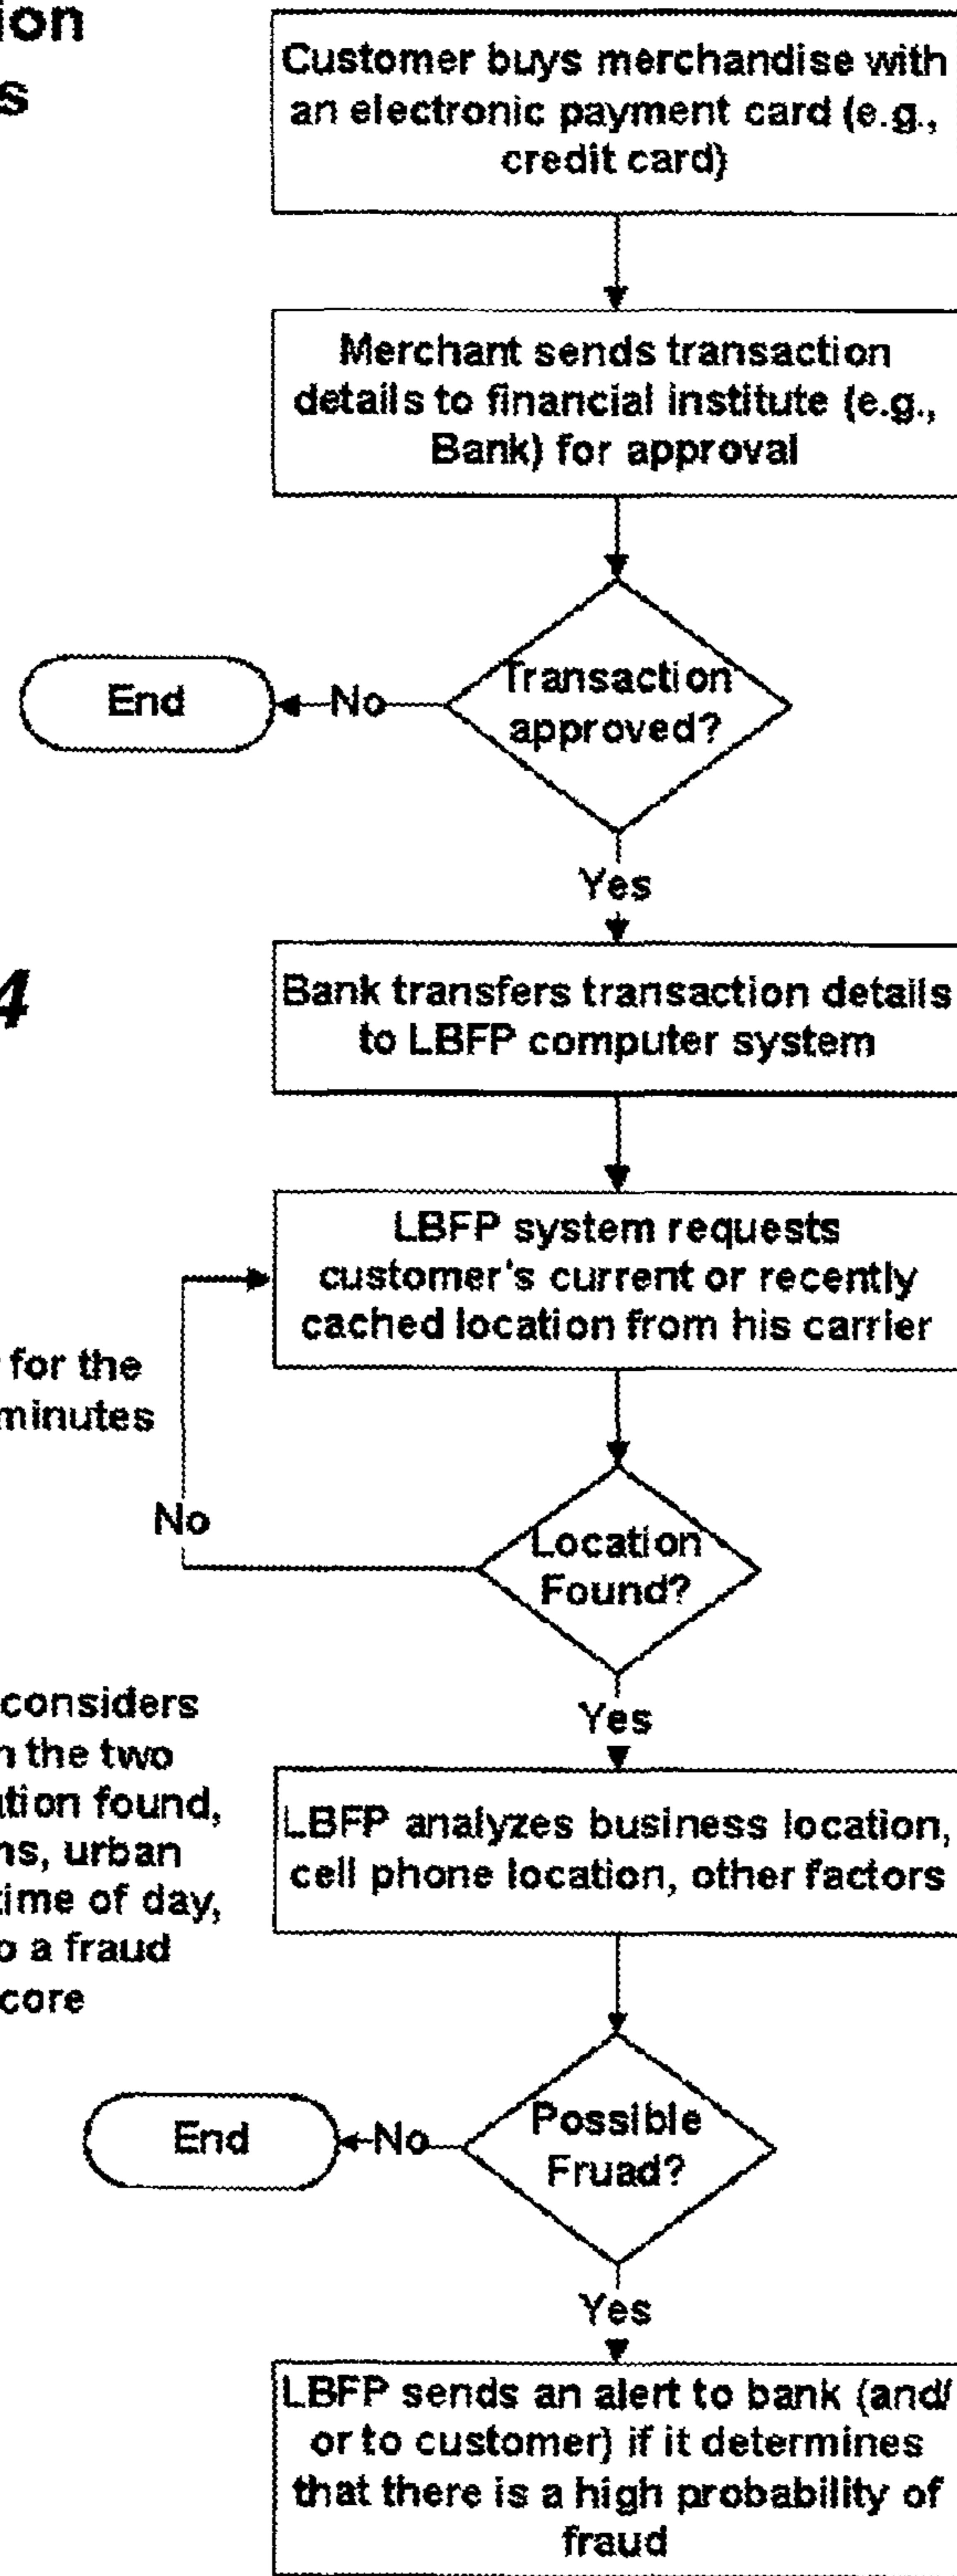 Customer buys merchandise with
an electronic payment card (e.g.,
credit card)
Merchant sends transaction
details to financial institute (e.g.,
Bank) for approval
Transaction
approved?
No
End
Yes
4
Bank transfers transaction details
to LBFP computer system
LBFP system requests
customer's current or recently
cached location from his carrier
for the
minutes
No
Location
Found?
Yes
considers
the two
found,
urban
time of day,
a fraud
LBFP analyzes business location,
cell phone location, other factors
Possible
Fruad?
No
End
Yes
LBFP sends an alert to bank (and/
or to customer) if it determines
that there is a high probability of
fraud